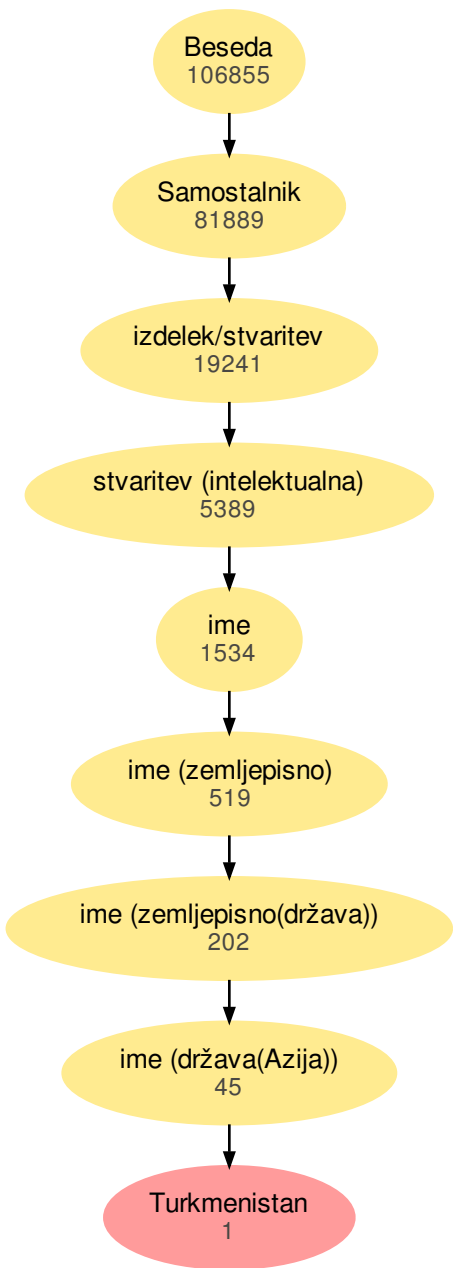 Beseda
106855
Samostalnik
81889
izdelek/stvaritev
19241
stvaritev (intelektualna)
5389
ime
1534
ime (zemljepisno)
519
ime (zemljepisno(država))
202
ime (država(Azija))
45
Turkmenistan
1